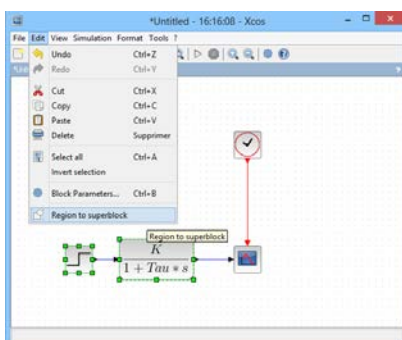 *Untitled - 16:16:08 - Xcos
File Edit View Simulation Format Tools ?
Undo Ctrl+Z
Redo Ctrl+Y
Cut Ctrl+X
Copy Ctrl+C
Paste Ctrl+V
Delete Supprimer
Select all Ctrl+A
Invert selection
Block Parameters... Ctrl+B
Region to superblock
Region to superblock
K
1 + Tau * s